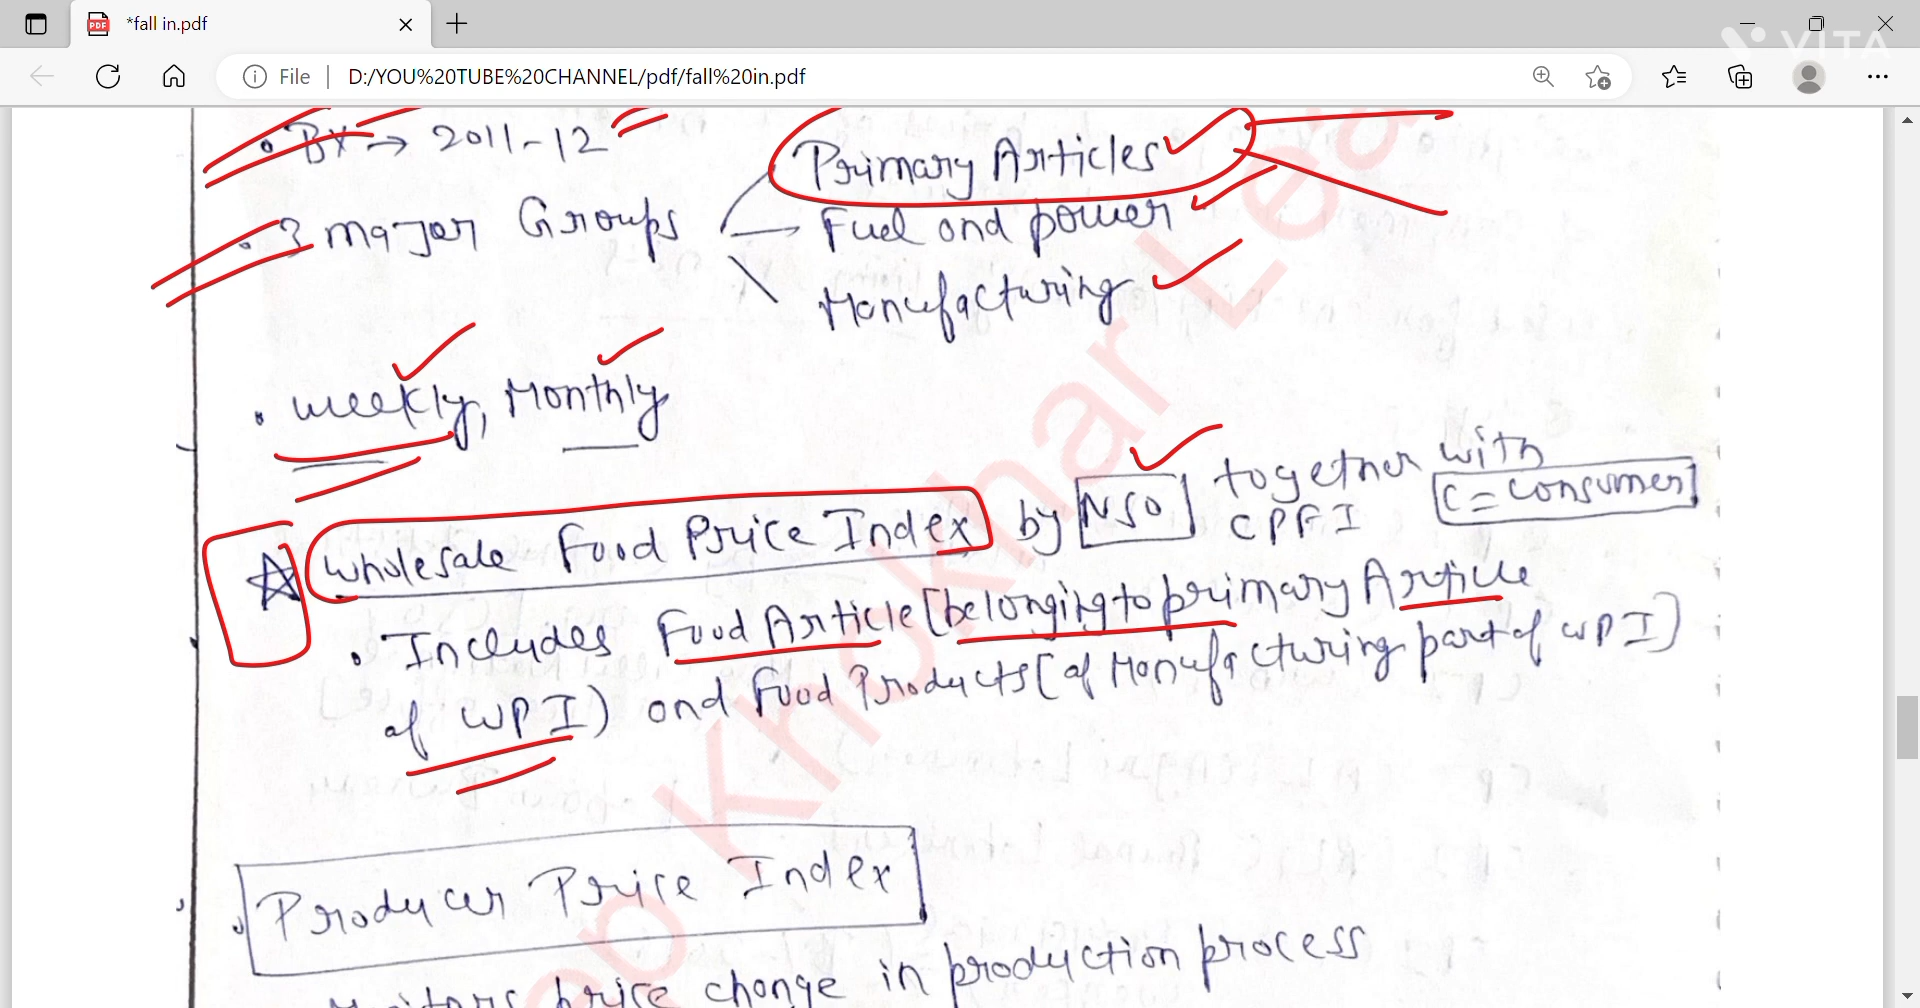 *fall in.pdf
File | D:/YOU%20TUBE%20CHANNEL/pdf/fall%20in.pdf
VITA
• BY → 2011-12
Primary Articles
• 3 major Groups
Fuel and power
Manufacturing
• weekly, Monthly
Wholesale Food Price Index by NSO together with
CPFI C = Consumer
• Includes Food Article [belonging to primary Article
of WPI) and Food Products [of Manufacturing part of WPI]
Producer Price Index
price change in production process
Khokhar